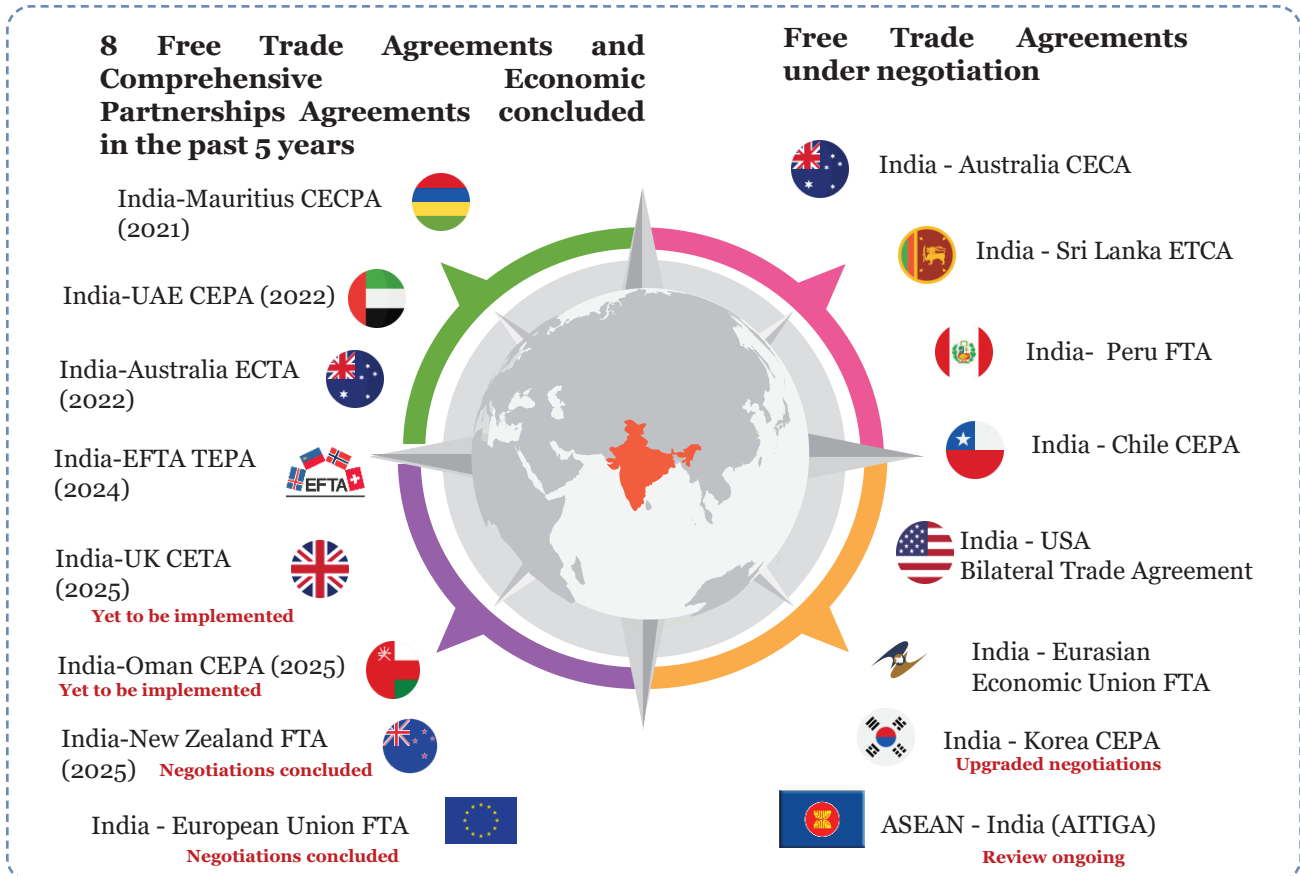 8 Free Trade Agreements and
Comprehensive Economic
Partnerships Agreements concluded
in the past 5 years
India-Mauritius CECPA
(2021)
India-UAE CEPA (2022)
India-Australia ECTA
(2022)
India-EFTA TEPA
(2024)
EFTA
India-UK CETA
(2025)
Yet to be implemented
India-Oman CEPA (2025)
Yet to be implemented
India-New Zealand FTA
(2025) Negotiations concluded
India - European Union FTA
Negotiations concluded
Free Trade Agreements
under negotiation
India - Australia CECA
India - Sri Lanka ETCA
India- Peru FTA
India - Chile CEPA
India - USA
Bilateral Trade Agreement
India - Eurasian
Economic Union FTA
India - Korea CEPA
Upgraded negotiations
ASEAN - India (AITIGA)
Review ongoing